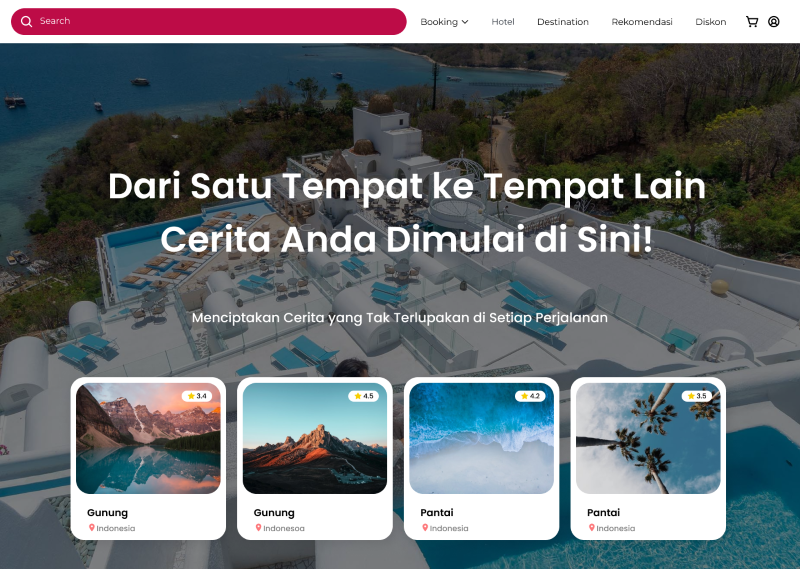 Search
Booking
Hotel
Destination
Rekomendasi
Diskon
Dari Satu Tempat ke Tempat Lain
Cerita Anda Dimulai di Sini!
Menciptakan Cerita yang Tak Terlupakan di Setiap Perjalanan
3.4
Gunung
Indonesia
4.5
Gunung
Indonesoa
4.2
Pantai
Indonesia
3.5
Pantai
Indonesia